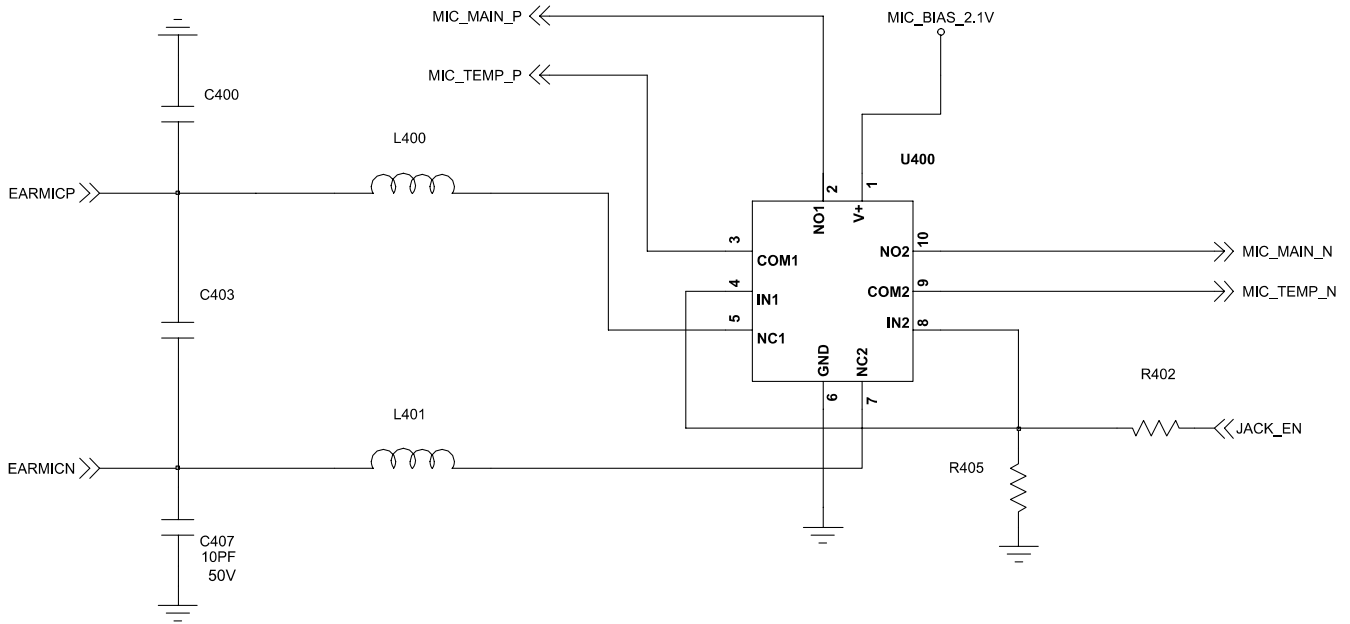 MIC_MAIN_P
MIC_BIAS_2.1V
MIC_TEMP_P
C400
L400
U400
EARMICP
2
1
NO1
V+
3
COM1
NO2
10
MIC_MAIN_N
4
IN1
COM2
9
MIC_TEMP_N
C403
5
NC1
IN2
8
GND
NC2
6
7
R402
L401
JACK_EN
R405
EARMICN
C407
10PF
50V